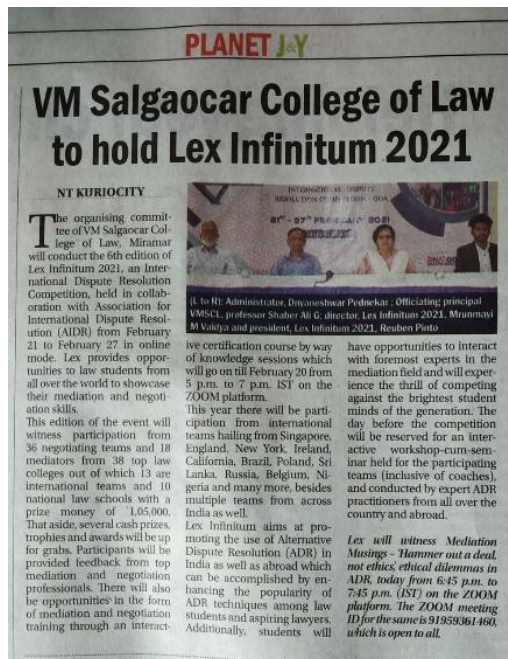 PLANET J&Y
VM Salgaocar College of Law
to hold Lex Infinitum 2021
NT KURIOCITY
The organising commit-
tee of VM Salgaocar Col-
lege of Law, Miramar
will conduct the 6th edition of
Lex Infinitum 2021, an Inter-
national Dispute Resolution
Competition, held in collab-
oration with Association for
International Dispute Resol-
ution (AIDR) from February
21 to February 27 in online
mode. Lex provides oppor-
tunities to law students from
all over the world to showcase
their mediation and negoti-
ation skills.
This edition of the event will
witness participation from
36 negotiating teams and 18
mediators from 38 top law
colleges out of which 13 are
international teams and 10
national law schools with a
prize money of `1,05,000.
That aside, several cash prizes,
trophies and awards will be up
for grabs. Participants will be
provided feedback from top
mediation and negotiation
professionals. There will also
be opportunities in the form
of mediation and negotiation
training through an interact-
INTERNATIONAL DISPUTE
RESOLUTION COMPETITION - GOA
21ST - 27TH FEBRUARY 2021
(L to R): Administrator, Dnyaneshwar Pednekar; Officiating principal
VMSCL, professor Shaber Ali G; director, Lex Infinitum 2021, Mrunmayi
M Vaidya and president, Lex Infinitum 2021, Reuben Pinto
ive certification course by way
of knowledge sessions which
will go on till February 20 from
5 p.m. to 7 p.m. IST on the
ZOOM platform.
This year there will be parti-
cipation from international
teams hailing from Singapore,
England, New York, Ireland,
California, Brazil, Poland, Sri
Lanka, Russia, Belgium, Ni-
geria and many more, besides
multiple teams from across
India as well.
Lex Infinitum aims at pro-
moting the use of Alternative
Dispute Resolution (ADR) in
India as well as abroad which
can be accomplished by en-
hancing the popularity of
ADR techniques among law
students and aspiring lawyers.
Additionally, students will
have opportunities to interact
with foremost experts in the
mediation field and will exper-
ience the thrill of competing
against the brightest student
minds of the generation. The
day before the competition
will be reserved for an inter-
active workshop-cum-sem-
inar held for the participating
teams (inclusive of coaches),
and conducted by expert ADR
practitioners from all over the
country and abroad.
Lex will witness Mediation
Musings – 'Hammer out a deal,
not ethics', ethical dilemmas in
ADR, today from 6:45 p.m. to
7:45 p.m. (IST) on the ZOOM
platform. The ZOOM meeting
ID for the same is 91959361460,
which is open to all.